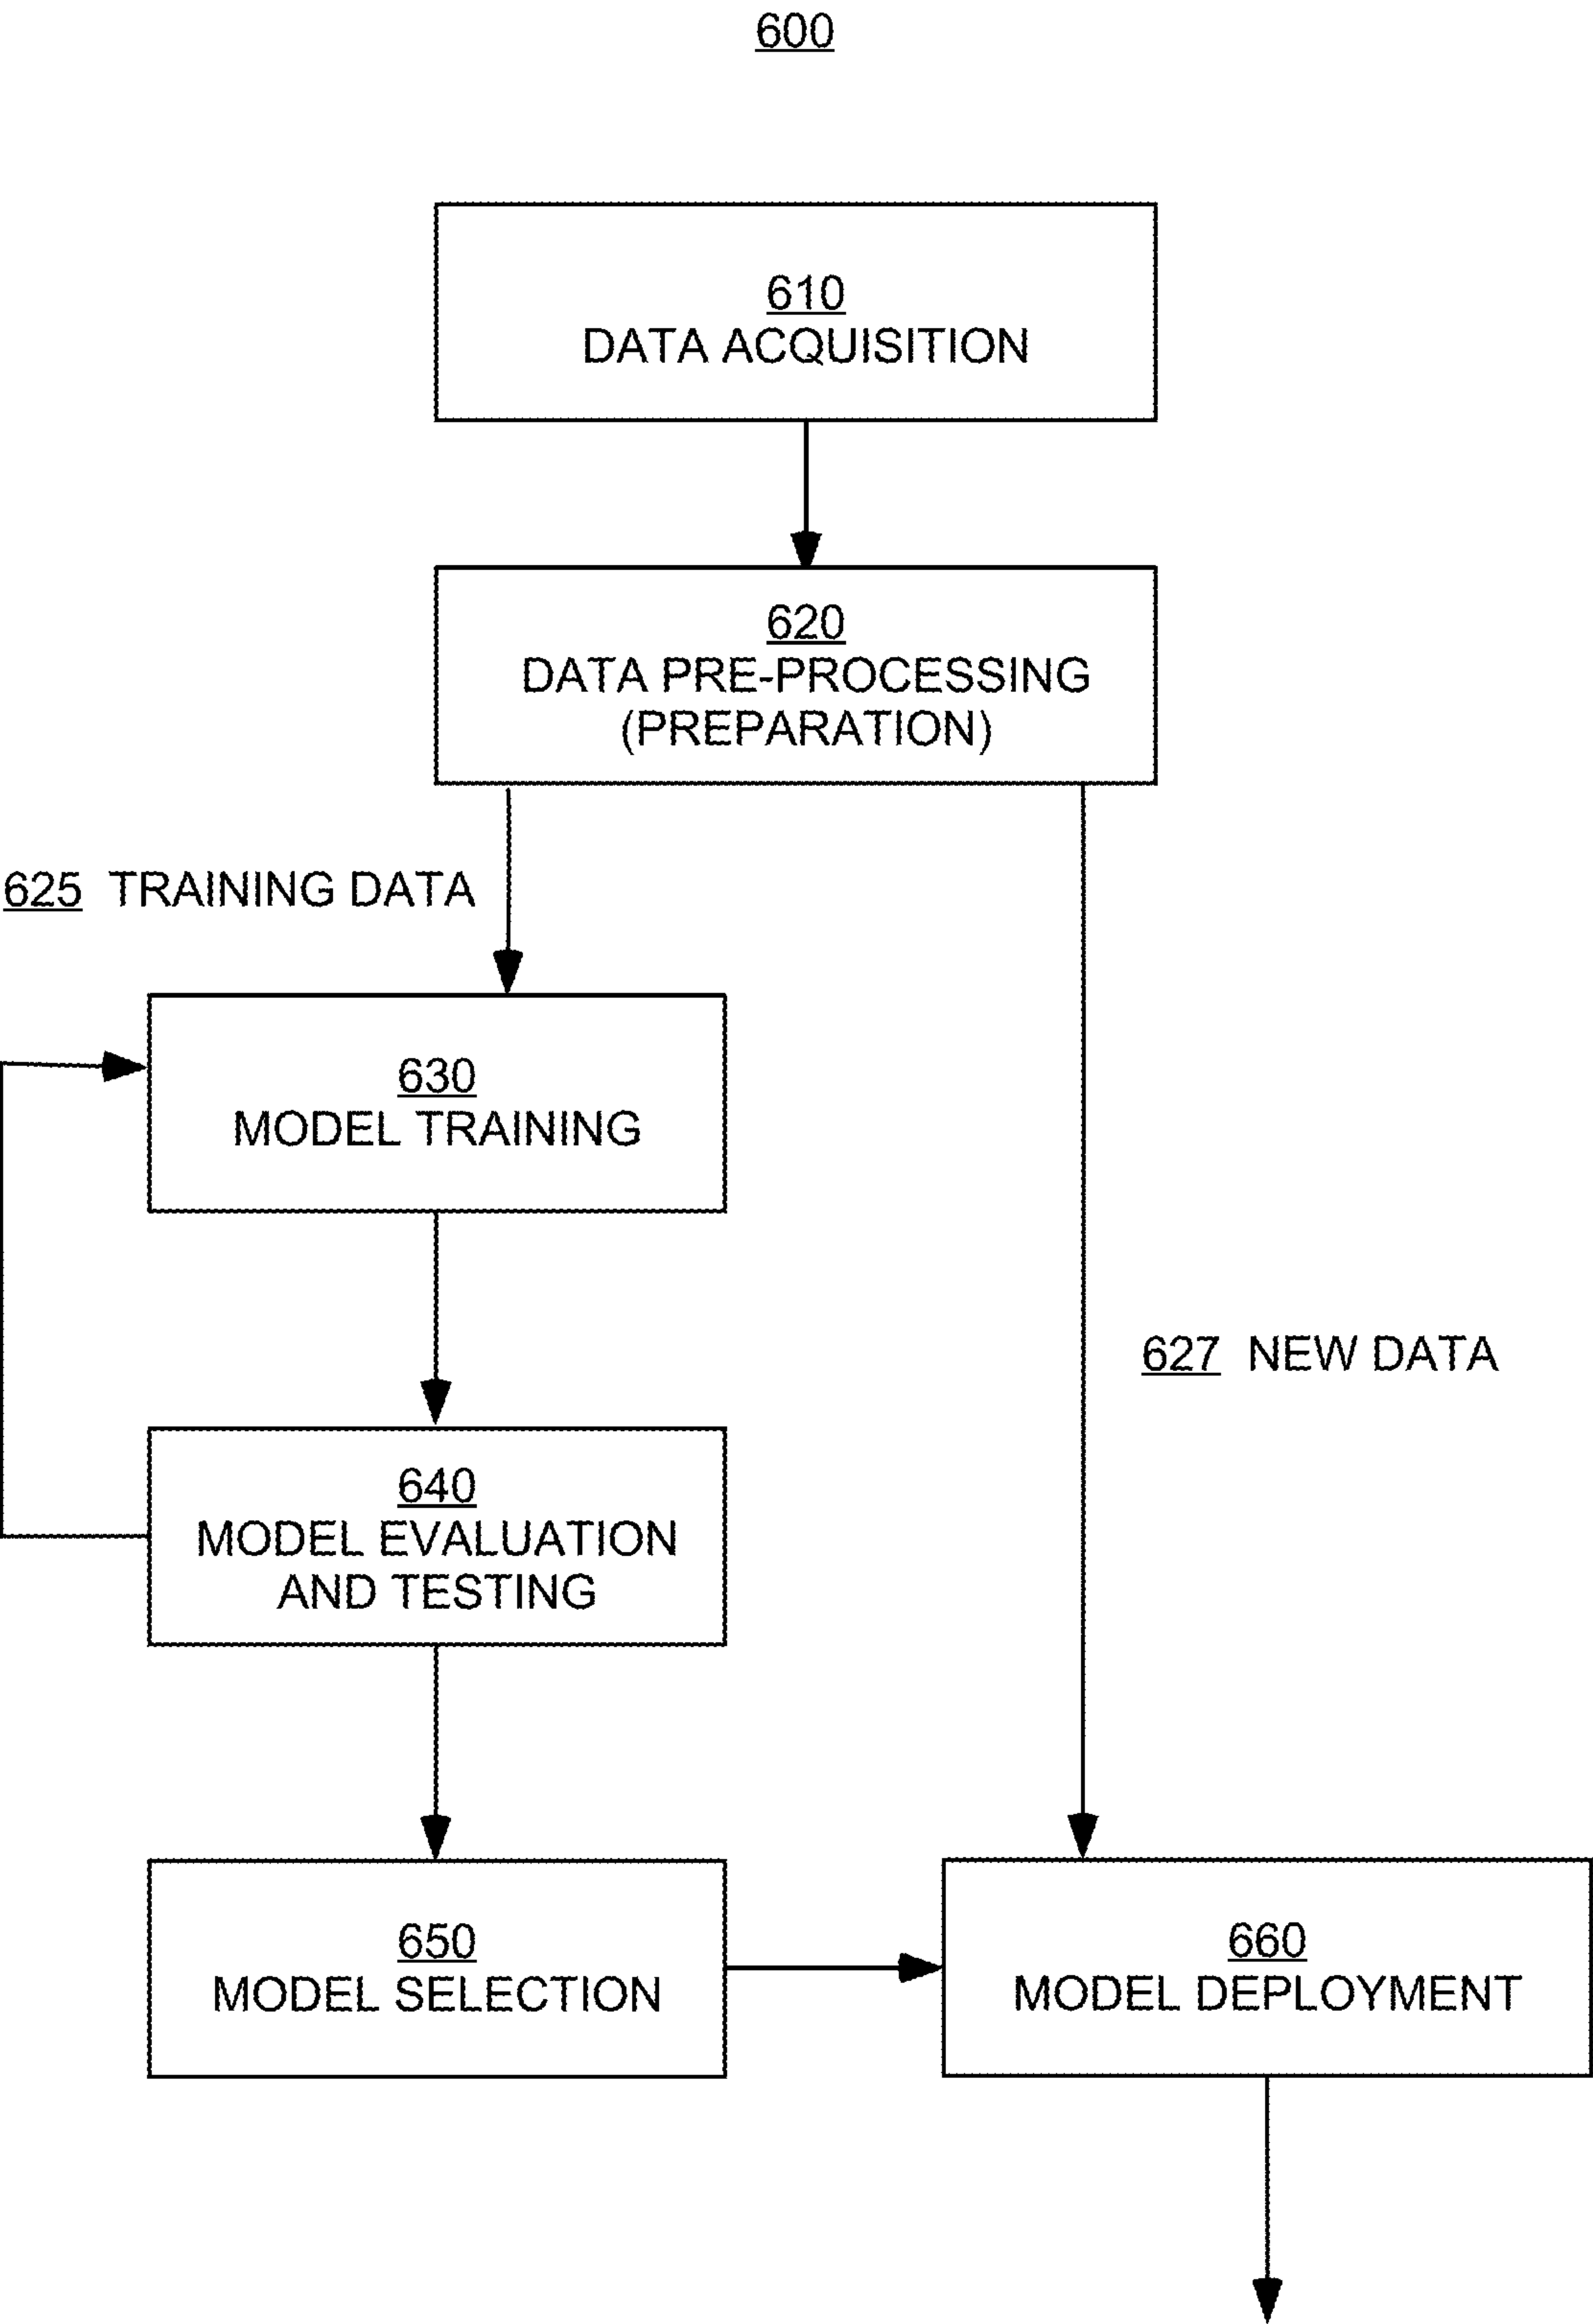 600
610
DATA ACQUISITION
620
DATA PRE-PROCESSING
(PREPARATION)
625 TRAINING DATA
630
MODEL TRAINING
627 NEW DATA
640
MODEL EVALUATION
AND TESTING
650
MODEL SELECTION
660
MODEL DEPLOYMENT